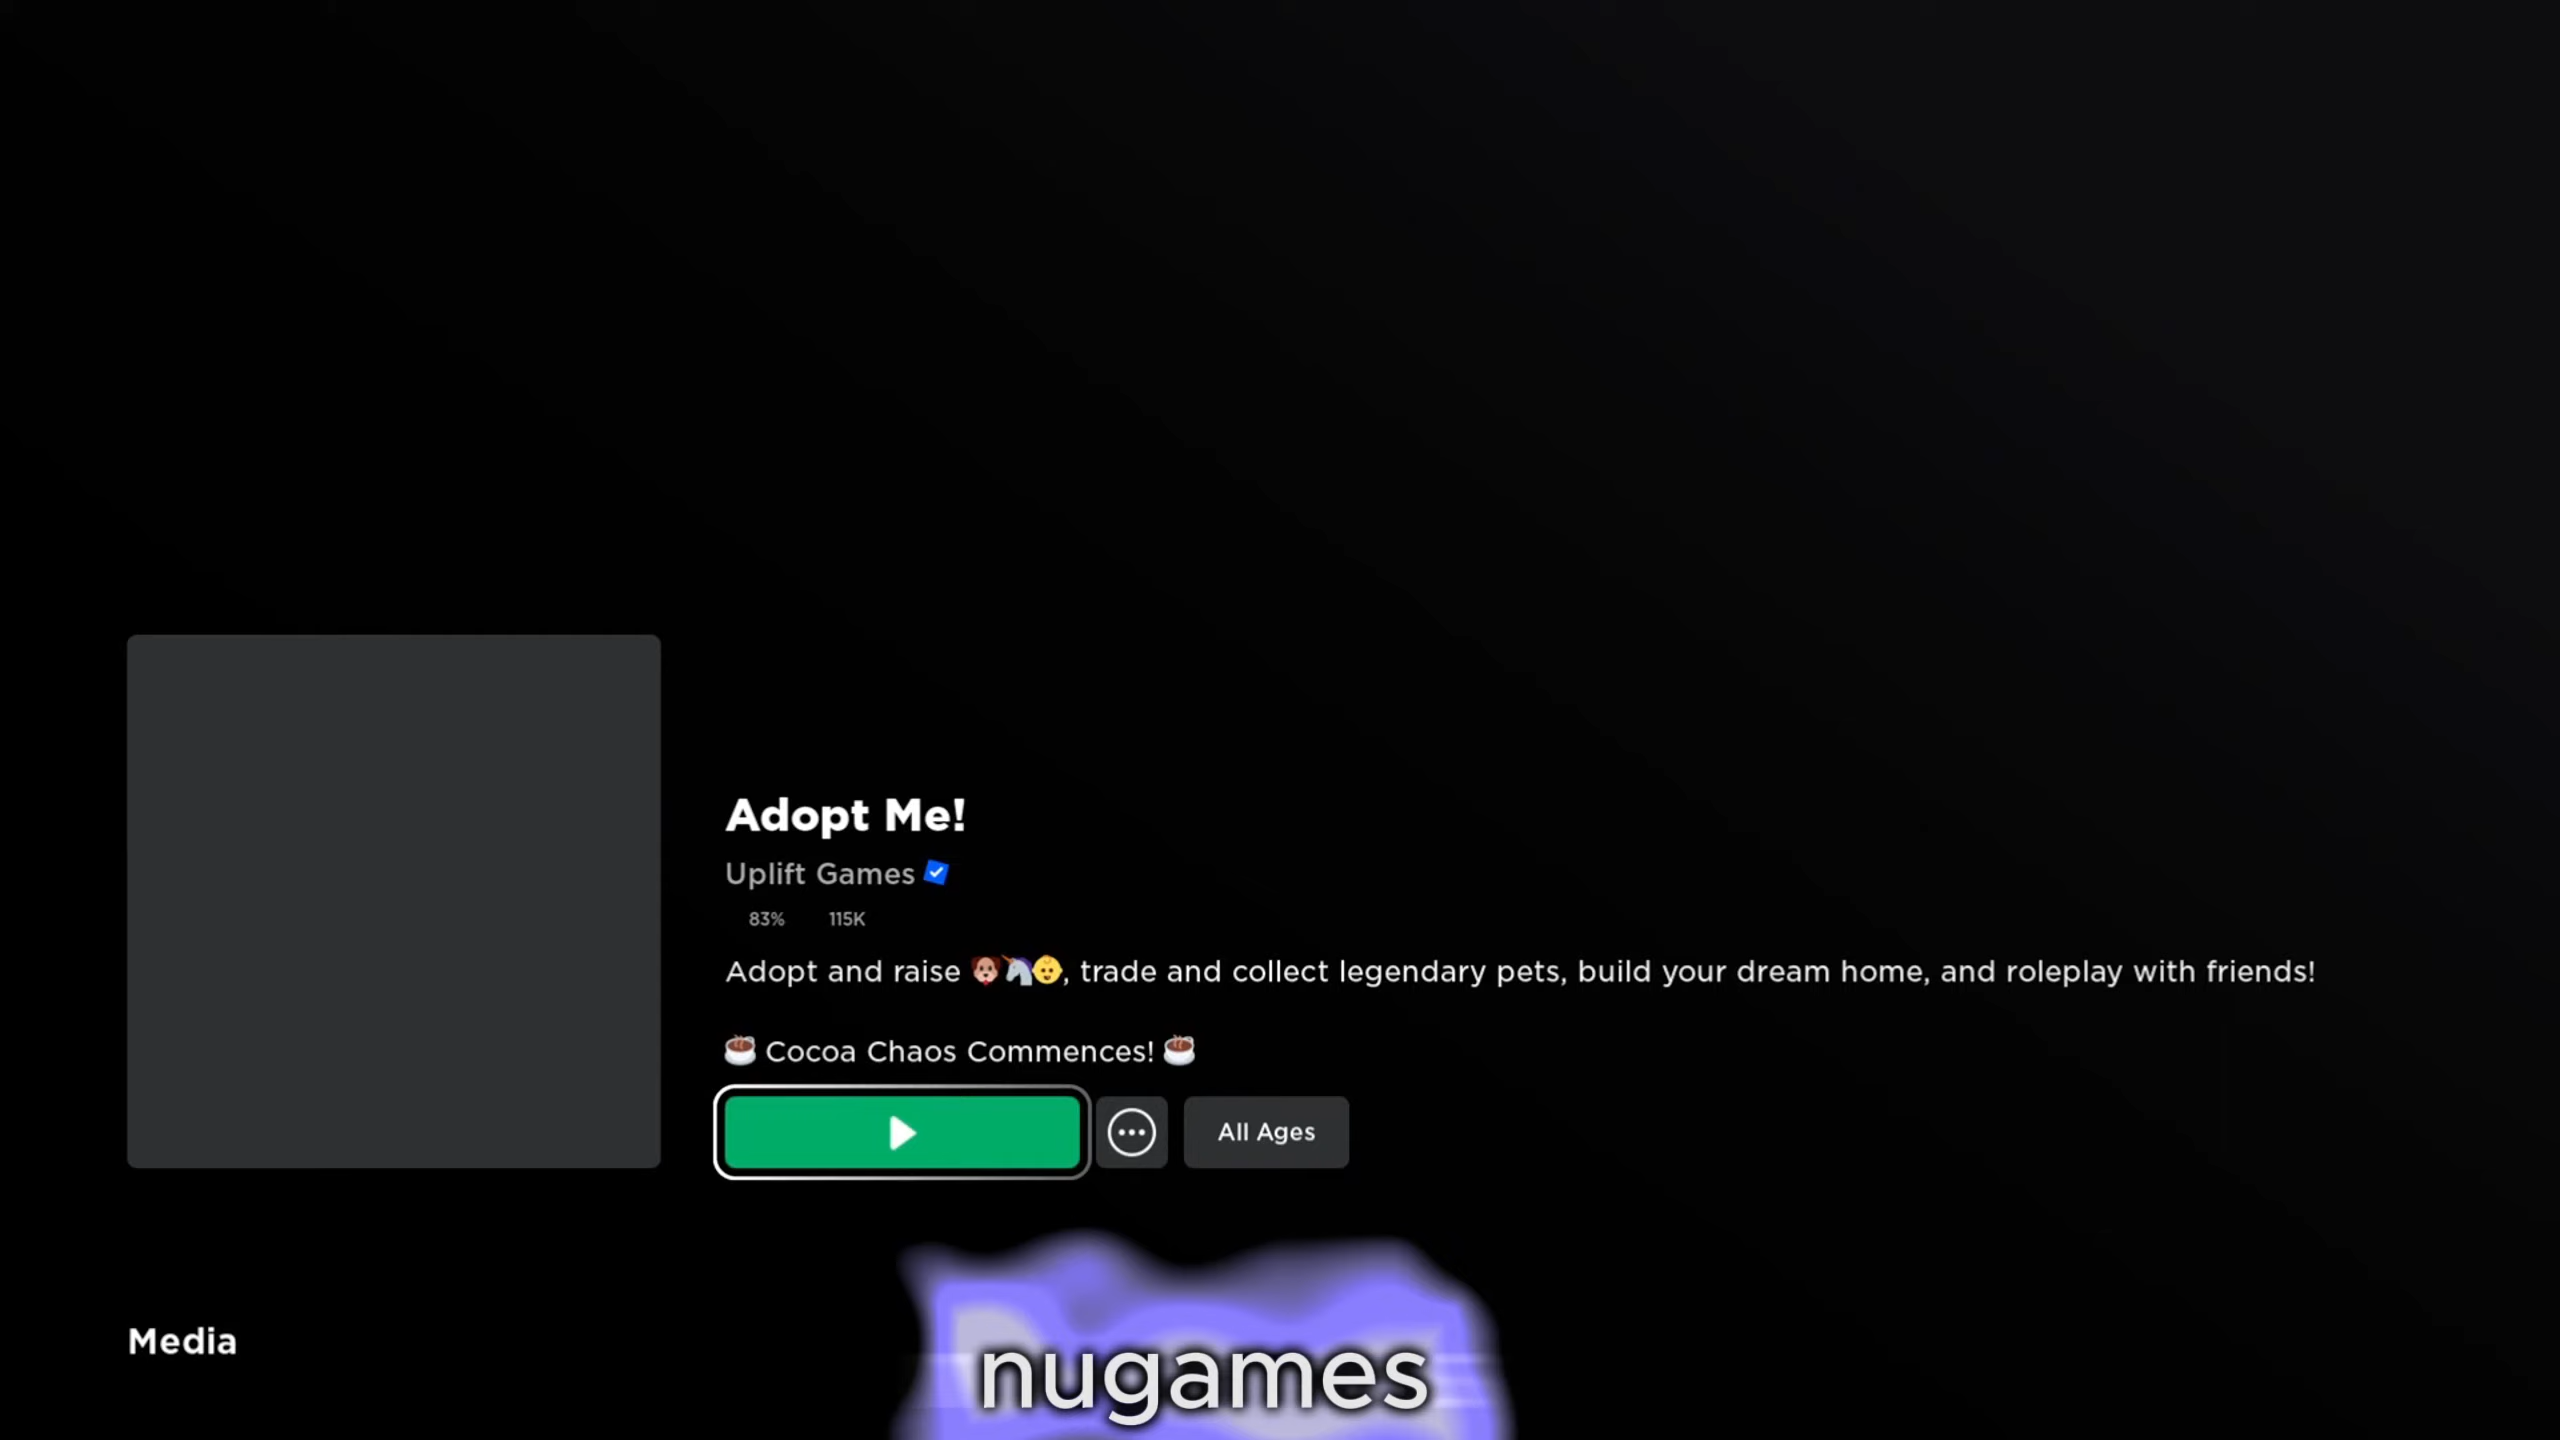 Adopt Me!
Uplift Games
83% 115K
Adopt and raise 🐶🦄👶, trade and collect legendary pets, build your dream home, and roleplay with friends!
☕ Cocoa Chaos Commences! ☕
All Ages
Media
nugames